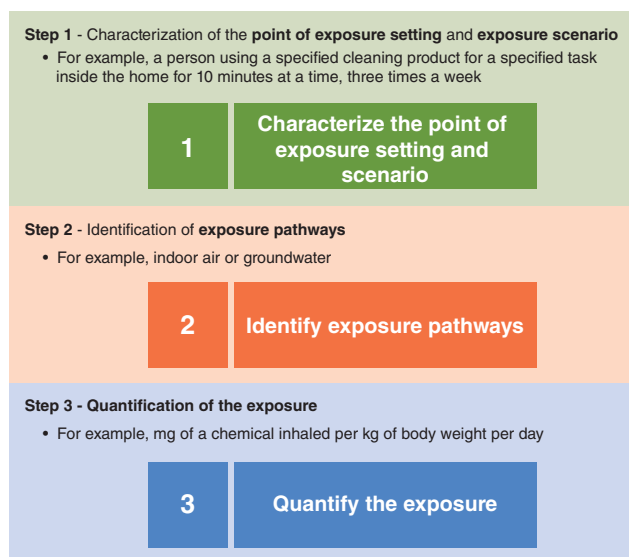 Step 1 - Characterization of the point of exposure setting and exposure scenario
• For example, a person using a specified cleaning product for a specified task
inside the home for 10 minutes at a time, three times a week
1
Characterize the point of
exposure setting and
scenario
Step 2 - Identification of exposure pathways
• For example, indoor air or groundwater
2
Identify exposure pathways
Step 3 - Quantification of the exposure
• For example, mg of a chemical inhaled per kg of body weight per day
3
Quantify the exposure